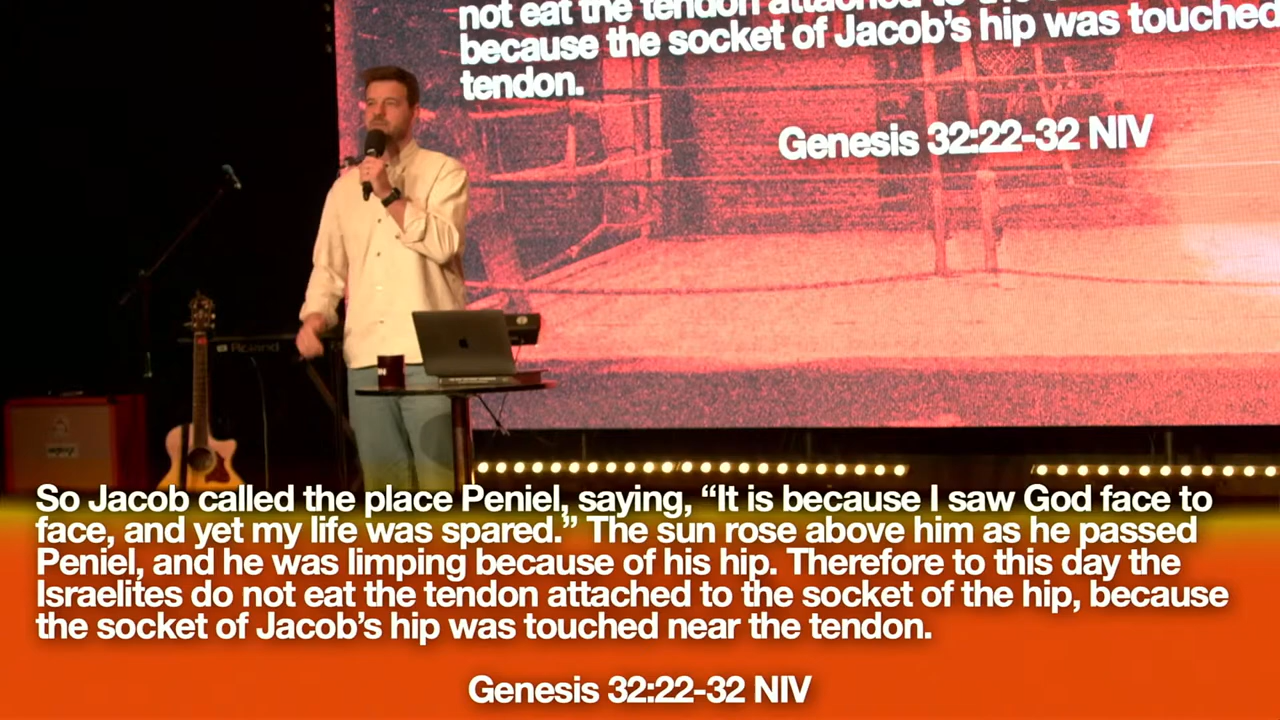 not eat the tendon attached to the
because the socket of Jacob's hip was touched
tendon.
Genesis 32:22-32 NIV
Roland
So Jacob called the place Peniel, saying, “It is because I saw God face to
face, and yet my life was spared.” The sun rose above him as he passed
Peniel, and he was limping because of his hip. Therefore to this day the
Israelites do not eat the tendon attached to the socket of the hip, because
the socket of Jacob’s hip was touched near the tendon.
Genesis 32:22-32 NIV